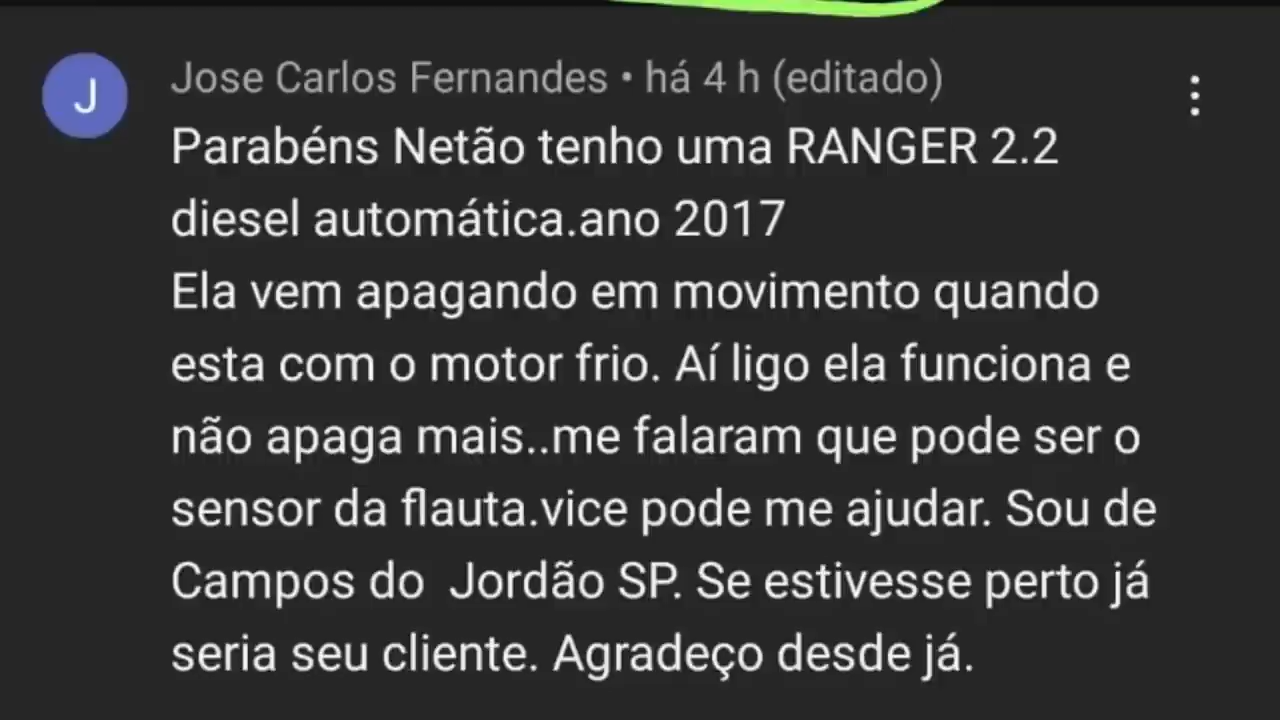 J
Jose Carlos Fernandes • há 4 h (editado)
Parabéns Netão tenho uma RANGER 2.2
diesel automática.ano 2017
Ela vem apagando em movimento quando
esta com o motor frio. Aí ligo ela funciona e
não apaga mais..me falaram que pode ser o
sensor da flauta.vice pode me ajudar. Sou de
Campos do  Jordão SP. Se estivesse perto já
seria seu cliente. Agradeço desde já.